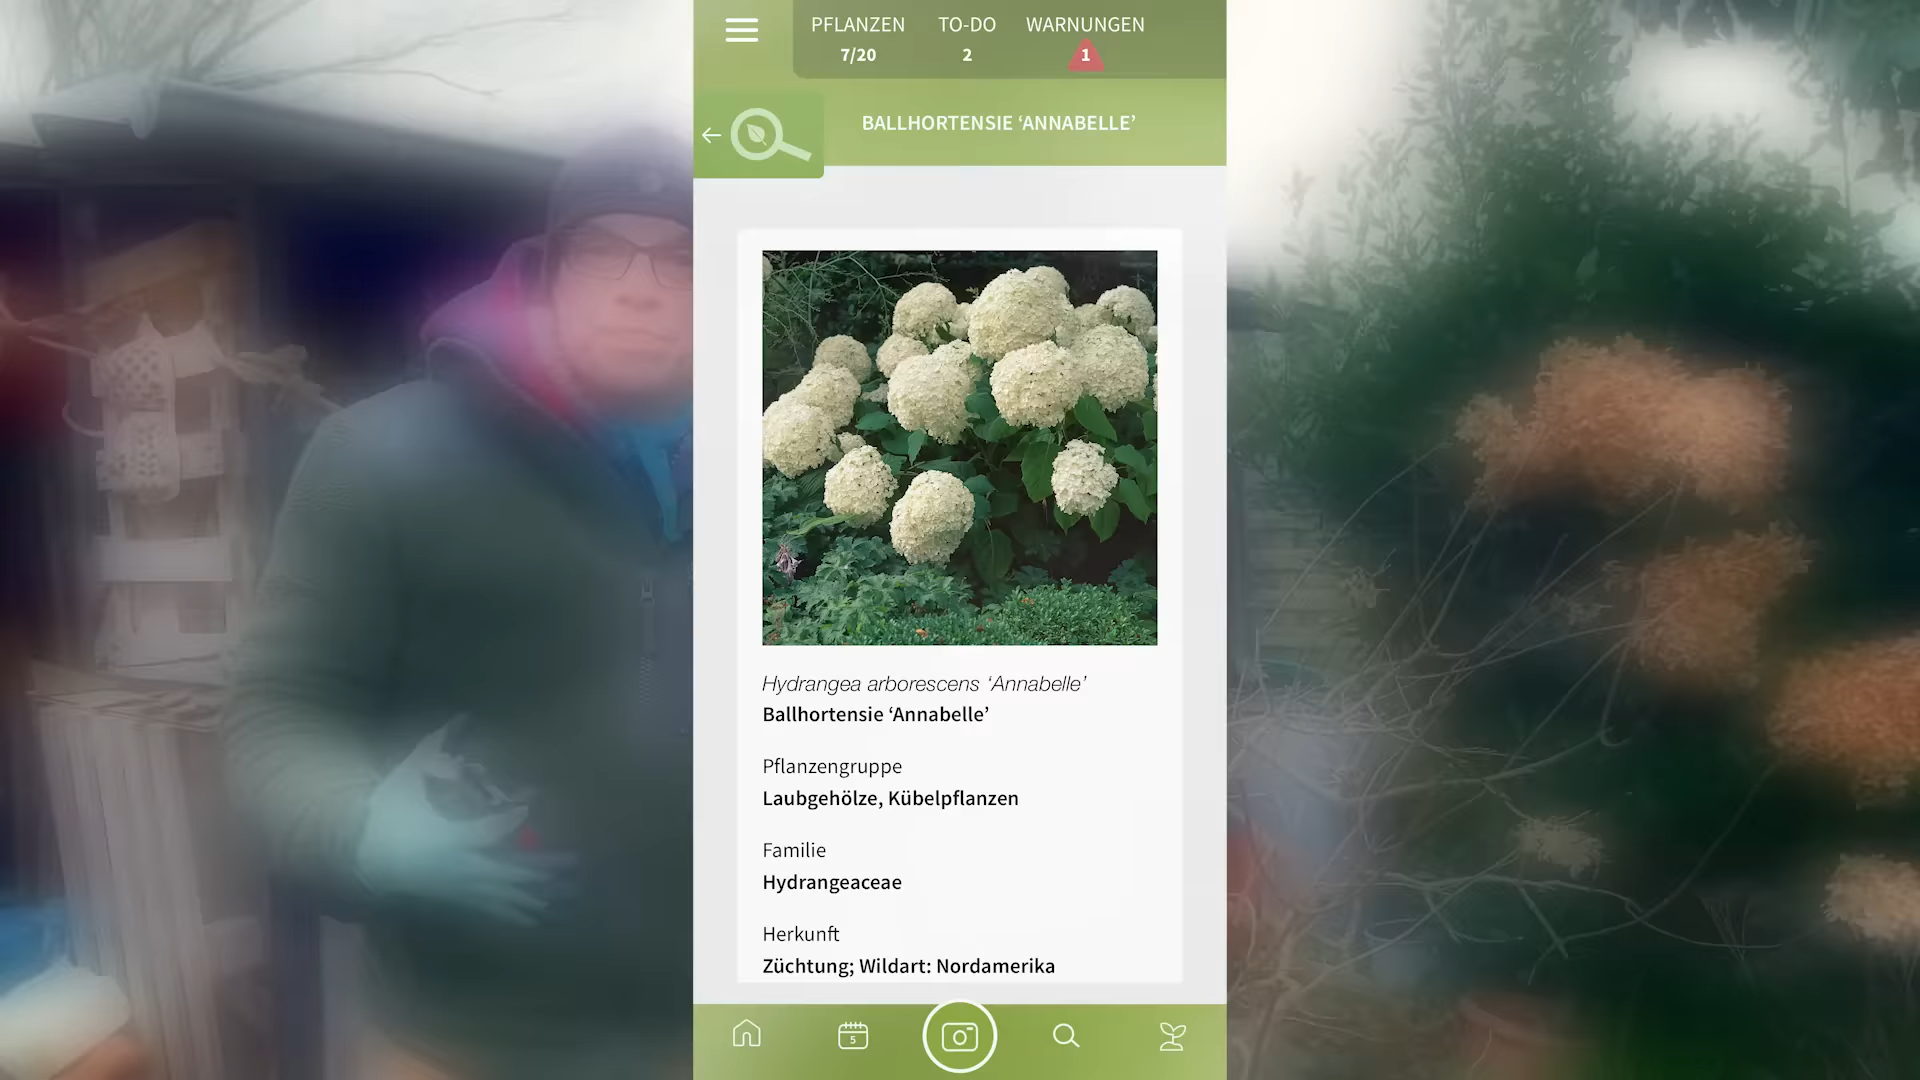 PFLANZEN TO-DO WARNUNGEN
7/20 2 1
BALLHORTENSIE ‘ANNABELLE’
Hydrangea arborescens ‘Annabelle’
Ballhortensie ‘Annabelle’
Pflanzengruppe
Laubgehölze, Kübelpflanzen
Familie
Hydrangeaceae
Herkunft
Züchtung; Wildart: Nordamerika
5